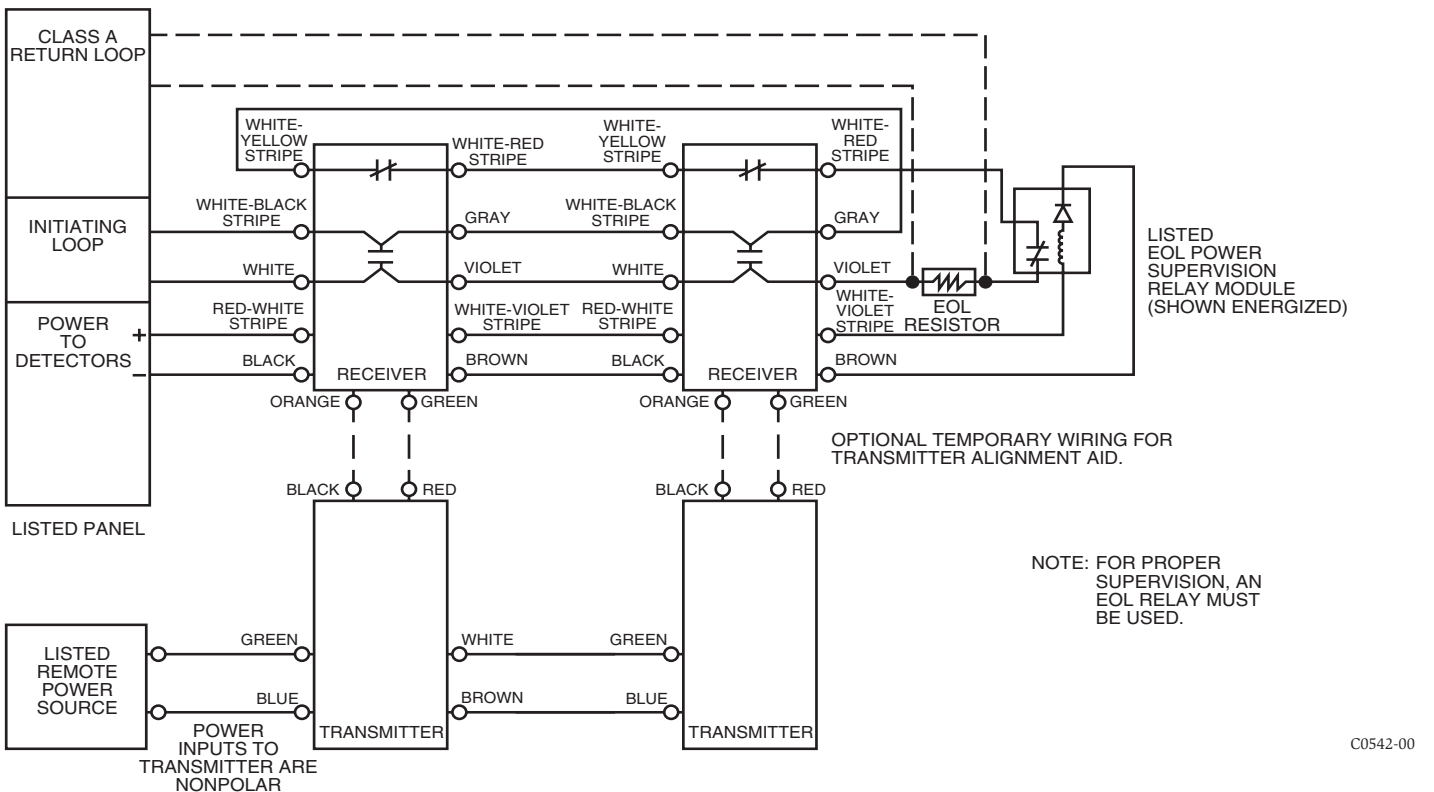 CLASS A
RETURN LOOP
INITIATING
LOOP
POWER
TO
DETECTORS
+
–
LISTED PANEL
WHITE-
YELLOW
STRIPE
WHITE-RED
STRIPE
WHITE-
YELLOW
STRIPE
WHITE-
RED
STRIPE
WHITE-BLACK
STRIPE
GRAY
WHITE-BLACK
STRIPE
GRAY
WHITE
VIOLET
WHITE
VIOLET
RED-WHITE
STRIPE
WHITE-VIOLET
STRIPE
RED-WHITE
STRIPE
WHITE-
VIOLET
STRIPE
EOL
RESISTOR
BLACK
RECEIVER
BROWN
BLACK
RECEIVER
BROWN
LISTED
EOL POWER
SUPERVISION
RELAY MODULE
(SHOWN ENERGIZED)
ORANGE
GREEN
ORANGE
GREEN
OPTIONAL TEMPORARY WIRING FOR
TRANSMITTER ALIGNMENT AID.
BLACK
RED
BLACK
RED
NOTE: FOR PROPER
SUPERVISION, AN
EOL RELAY MUST
BE USED.
LISTED
REMOTE
POWER
SOURCE
GREEN
WHITE
GREEN
BLUE
BROWN
BLUE
TRANSMITTER
TRANSMITTER
POWER
INPUTS TO
TRANSMITTER ARE
NONPOLAR
C0542-00